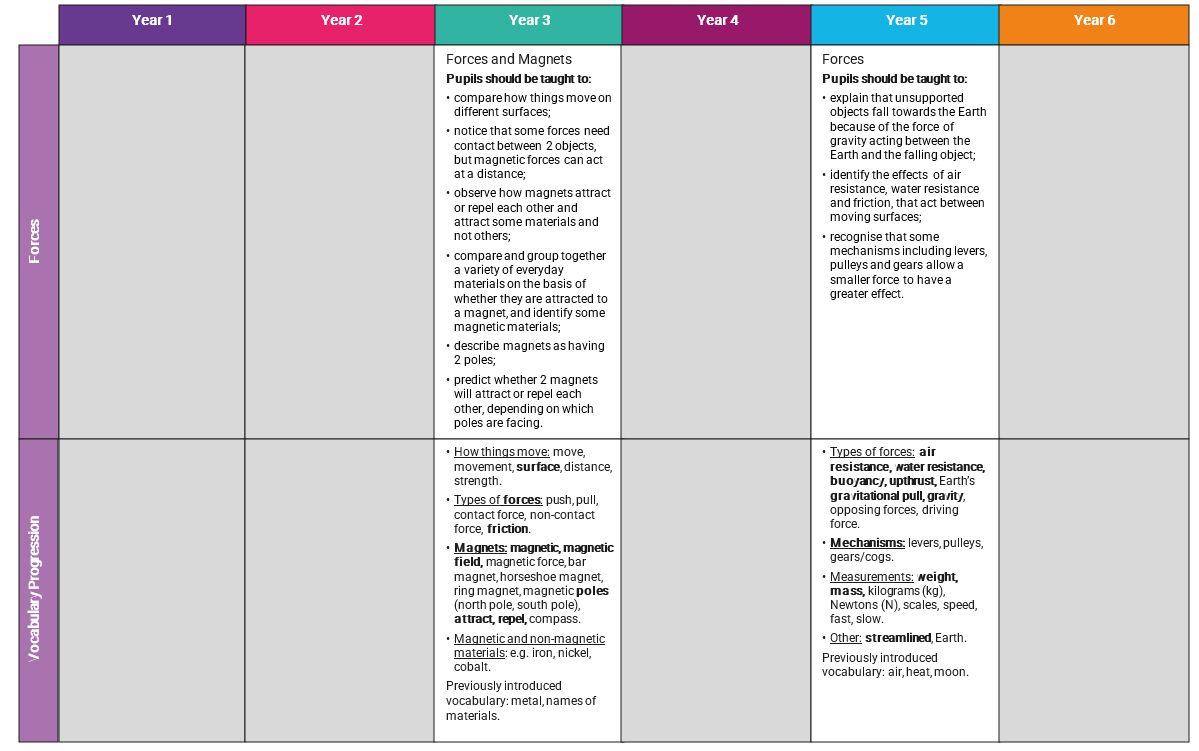 Year 1
Year 2
Year 3
Year 4
Year 5
Year 6
Forces
Forces and Magnets
Pupils should be taught to:
• compare how things move on
different surfaces;
• notice that some forces need
contact between 2 objects,
but magnetic forces can act
at a distance;
• observe how magnets attract
or repel each other and
attract some materials and
not others;
• compare and group together
a variety of everyday
materials on the basis of
whether they are attracted to
a magnet, and identify some
magnetic materials;
• describe magnets as having
2 poles;
• predict whether 2 magnets
will attract or repel each
other, depending on which
poles are facing.
Forces
Pupils should be taught to:
• explain that unsupported
objects fall towards the Earth
because of the force of
gravity acting between the
Earth and the falling object;
• identify the effects of air
resistance, water resistance
and friction, that act between
moving surfaces;
• recognise that some
mechanisms including levers,
pulleys and gears allow a
smaller force to have a
greater effect.
Vocabulary Progression
• How things move: move,
movement, surface, distance,
strength.
• Types of forces: push, pull,
contact force, non-contact
force, friction.
• Magnets: magnetic, magnetic
field, magnetic force, bar
magnet, horseshoe magnet,
ring magnet, magnetic poles
(north pole, south pole),
attract, repel, compass.
• Magnetic and non-magnetic
materials: e.g. iron, nickel,
cobalt.
Previously introduced
vocabulary: metal, names of
materials.
• Types of forces: air
resistance, water resistance,
buoyancy, upthrust, Earth's
gravitational pull, gravity,
opposing forces, driving
force.
• Mechanisms: levers, pulleys,
gears/cogs.
• Measurements: weight,
mass, kilograms (kg),
Newtons (N), scales, speed,
fast, slow.
• Other: streamlined, Earth.
Previously introduced
vocabulary: air, heat, moon.